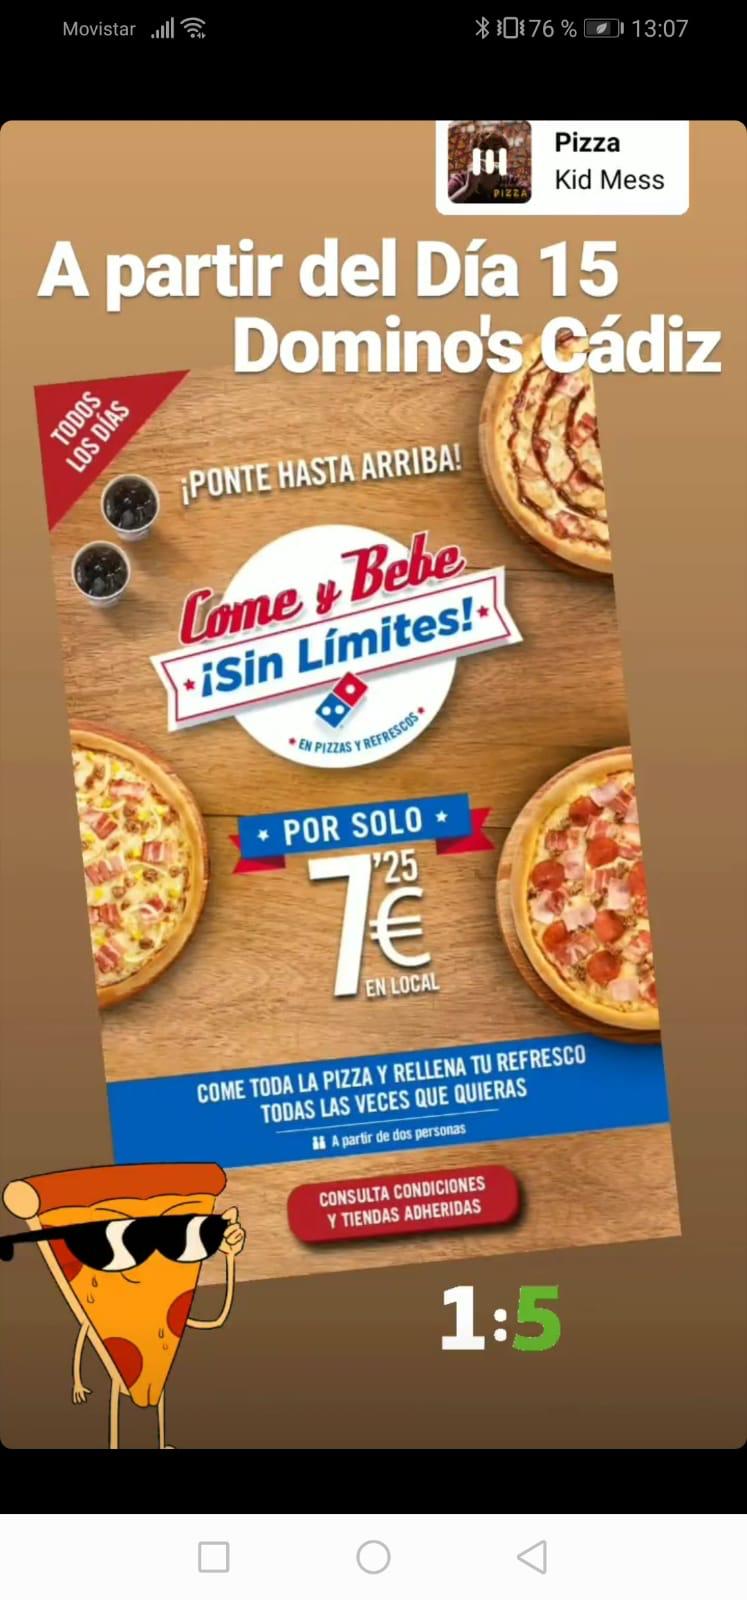 Movistar 76 % 13:07
Pizza
Kid Mess
PIZZA
A partir del Día 15
Domino's Cádiz
TODOS
LOS DÍAS
¡PONTE HASTA ARRIBA!
Come y Bebe
¡Sin Límites!
EN PIZZAS Y REFRESCOS
POR SOLO
7'25
€
EN LOCAL
COME TODA LA PIZZA Y RELLENA TU REFRESCO
TODAS LAS VECES QUE QUIERAS
A partir de dos personas
CONSULTA CONDICIONES
Y TIENDAS ADHERIDAS
1:5